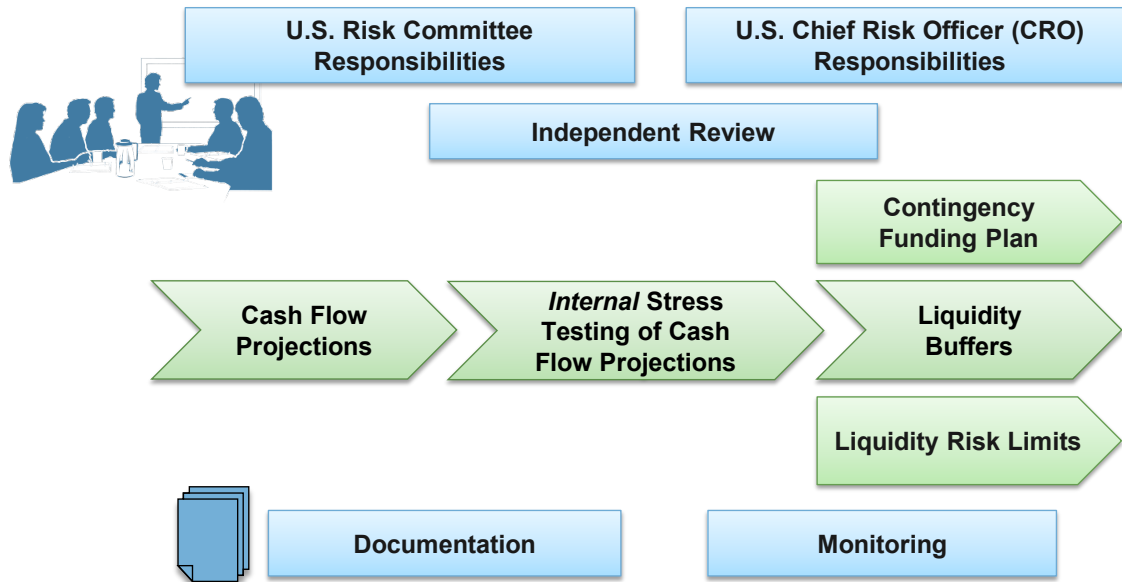 U.S. Risk Committee
Responsibilities
U.S. Chief Risk Officer (CRO)
Responsibilities
Independent Review
Contingency
Funding Plan
Cash Flow
Projections
Internal Stress
Testing of Cash
Flow Projections
Liquidity
Buffers
Liquidity Risk Limits
Documentation
Monitoring